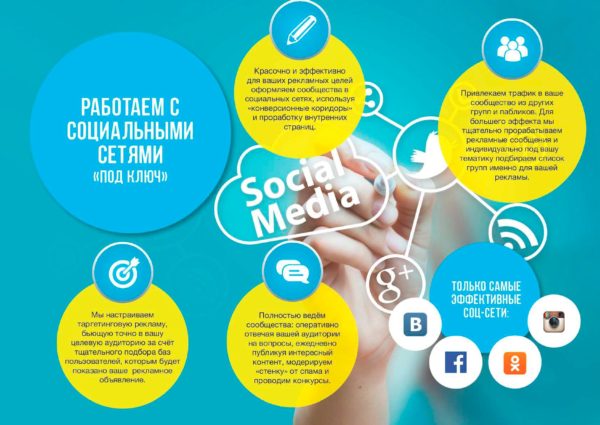 РАБОТАЕМ С
СОЦИАЛЬНЫМИ
СЕТЯМИ
«ПОД КЛЮЧ»
Красочно и эффективно
для ваших рекламных целей
оформляем сообщества в
социальных сетях, используя
«конверсионные коридоры»
и проработку внутренних
страниц.
Привлекаем трафик в ваше
сообщество из других
групп и пабликов. Для
большего эффекта мы
тщательно прорабатываем
рекламные сообщения и
индивидуально под вашу
тематику подбираем список
групп именно для вашей
рекламы.
Social
Media
g+
Мы настраиваем
таргетинговую рекламу,
бьющую точно в вашу
целевую аудиторию за счёт
тщательного подбора баз
пользователей, которым будет
показано ваше рекламное
объявление.
Полностью ведём
сообщества: оперативно
отвечая вашей аудитории
на вопросы, ежедневно
публикуя интересный
контент, модерируем
«стенку» от спама и
проводим конкурсы.
ТОЛЬКО САМЫЕ
ЭФФЕКТИВНЫЕ
СОЦ-СЕТИ:
В
f